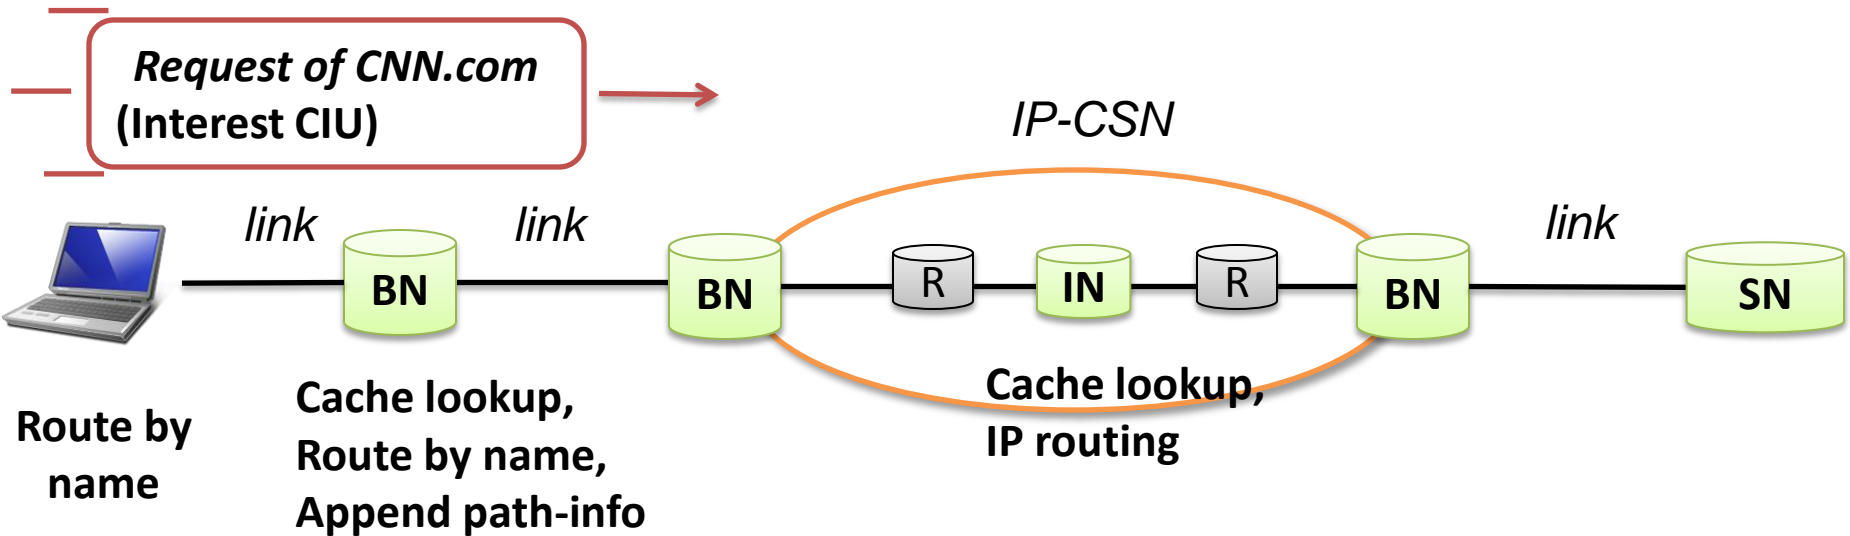 Request of CNN.com
(Interest CIU)
IP-CSN
link
link
link
BN
BN
R
IN
R
BN
SN
Route by
name
Cache lookup,
Route by name,
Append path-info
Cache lookup,
IP routing